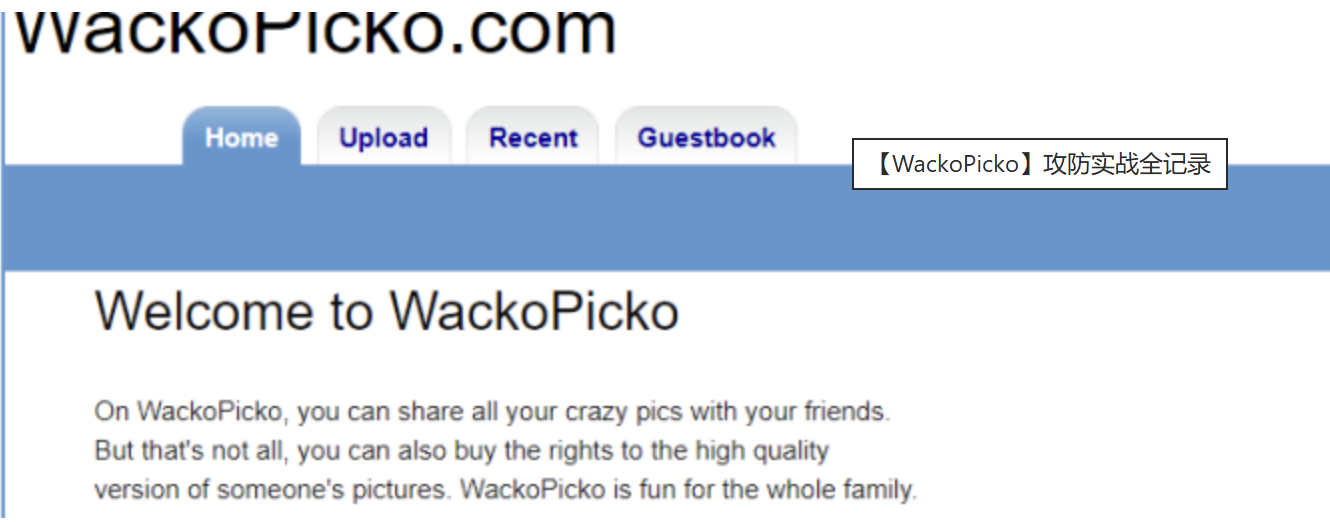 WackoPicko.com
Home Upload Recent Guestbook
【WackoPicko】攻防实战全记录
Welcome to WackoPicko
On WackoPicko, you can share all your crazy pics with your friends.
But that's not all, you can also buy the rights to the high quality
version of someone's pictures. WackoPicko is fun for the whole family.